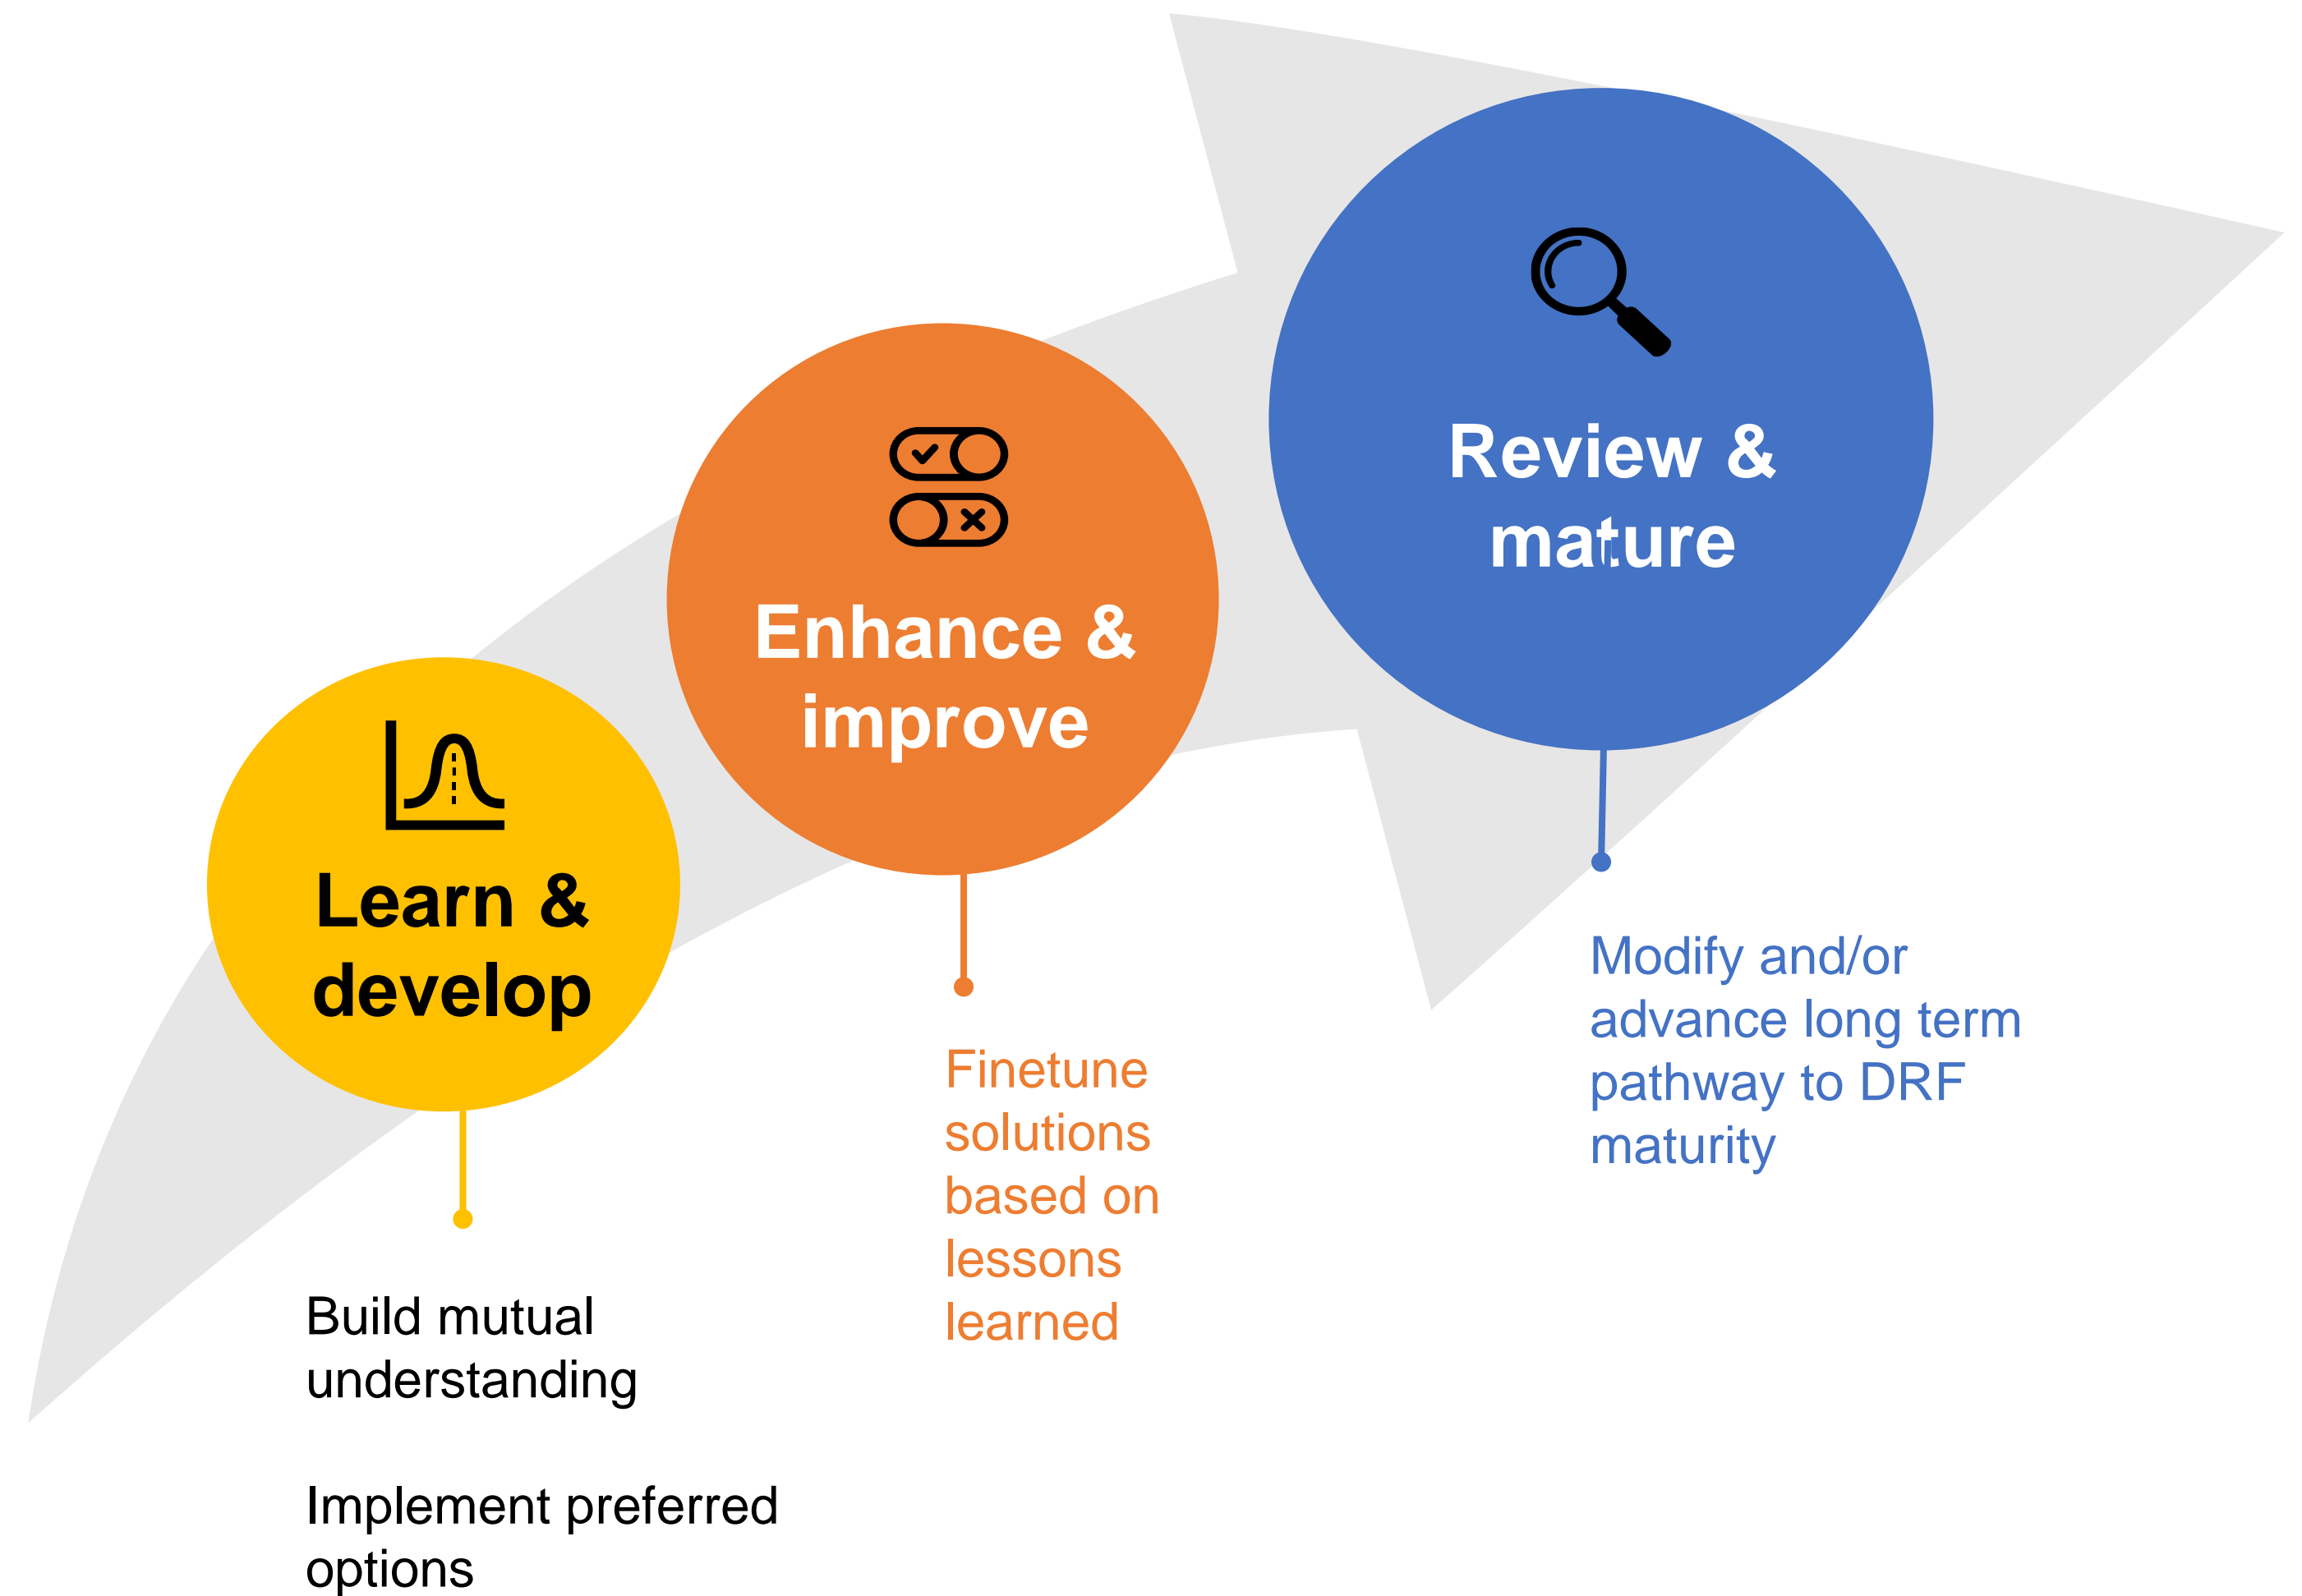 Learn &
develop
Build mutual
understanding
Implement preferred
options
Enhance &
improve
Finetune
solutions
based on
lessons
learned
Review &
mature
Modify and/or
advance long term
pathway to DRF
maturity